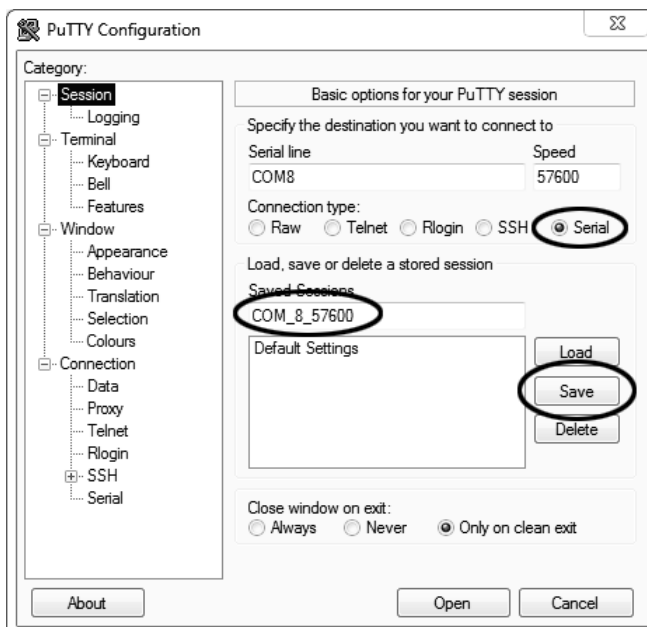 PuTTY Configuration
Category:
Session
Logging
Terminal
Keyboard
Bell
Features
Window
Appearance
Behaviour
Translation
Selection
Colours
Connection
Data
Proxy
Telnet
Rlogin
SSH
Serial
Basic options for your PuTTY session
Specify the destination you want to connect to
Serial line Speed
COM8 57600
Connection type:
Raw Telnet Rlogin SSH Serial
Load, save or delete a stored session
Saved Sessions
COM_8_57600
Default Settings
Load
Save
Delete
Close window on exit:
Always Never Only on clean exit
About Open Cancel